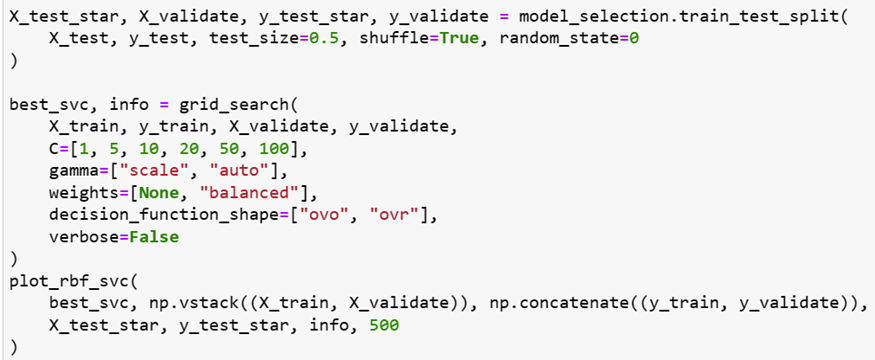 X_test_star, X_validate, y_test_star, y_validate = model_selection.train_test_split(
    X_test, y_test, test_size=0.5, shuffle=True, random_state=0
)
best_svc, info = grid_search(
    X_train, y_train, X_validate, y_validate,
    C=[1, 5, 10, 20, 50, 100],
    gamma=["scale", "auto"],
    weights=[None, "balanced"],
    decision_function_shape=["ovo", "ovr"],
    verbose=False
)
plot_rbf_svc(
    best_svc, np.vstack((X_train, X_validate)), np.concatenate((y_train, y_validate)),
    X_test_star, y_test_star, info, 500
)